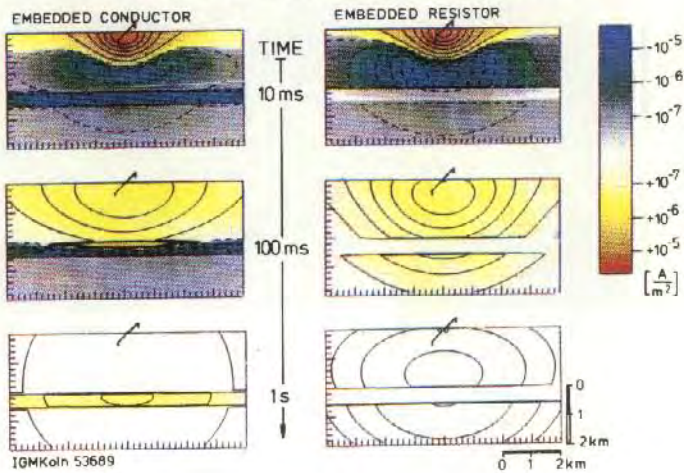 EMBEDDED CONDUCTOR
EMBEDDED RESISTOR
TIME
10 ms
100 ms
1s
-10⁻⁵
-10⁻⁶
-10⁻⁷
+10⁻⁷
+10⁻⁶
+10⁻⁵
[A/m²]
0
1
2km
0 1 2km
IGMKoln 53689